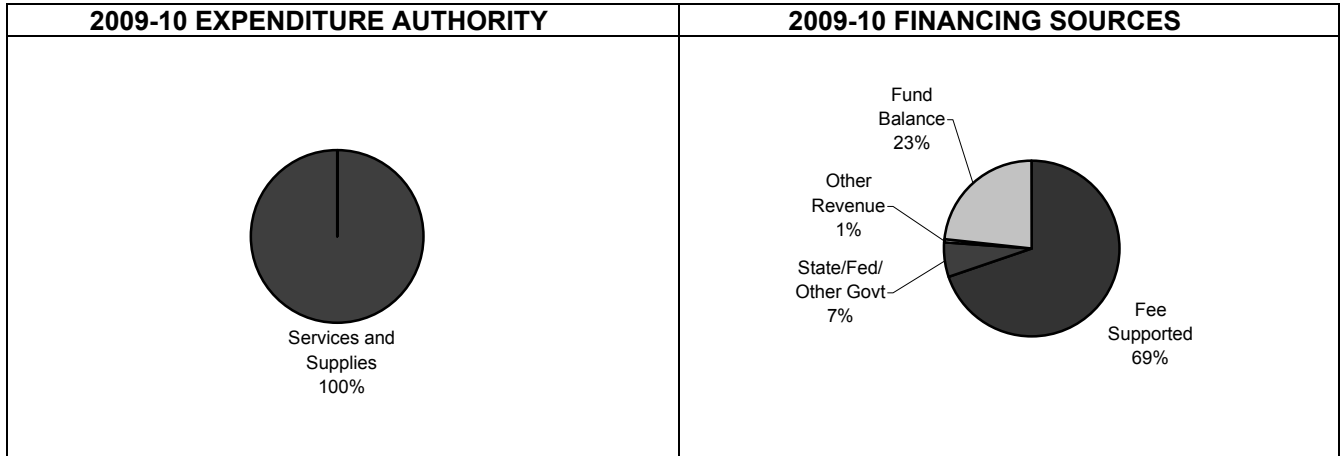 2009-10 EXPENDITURE AUTHORITY
Services and
Supplies
100%
2009-10 FINANCING SOURCES
Fund
Balance
23%
Other
Revenue
1%
State/Fed/
Other Govt
7%
Fee
Supported
69%